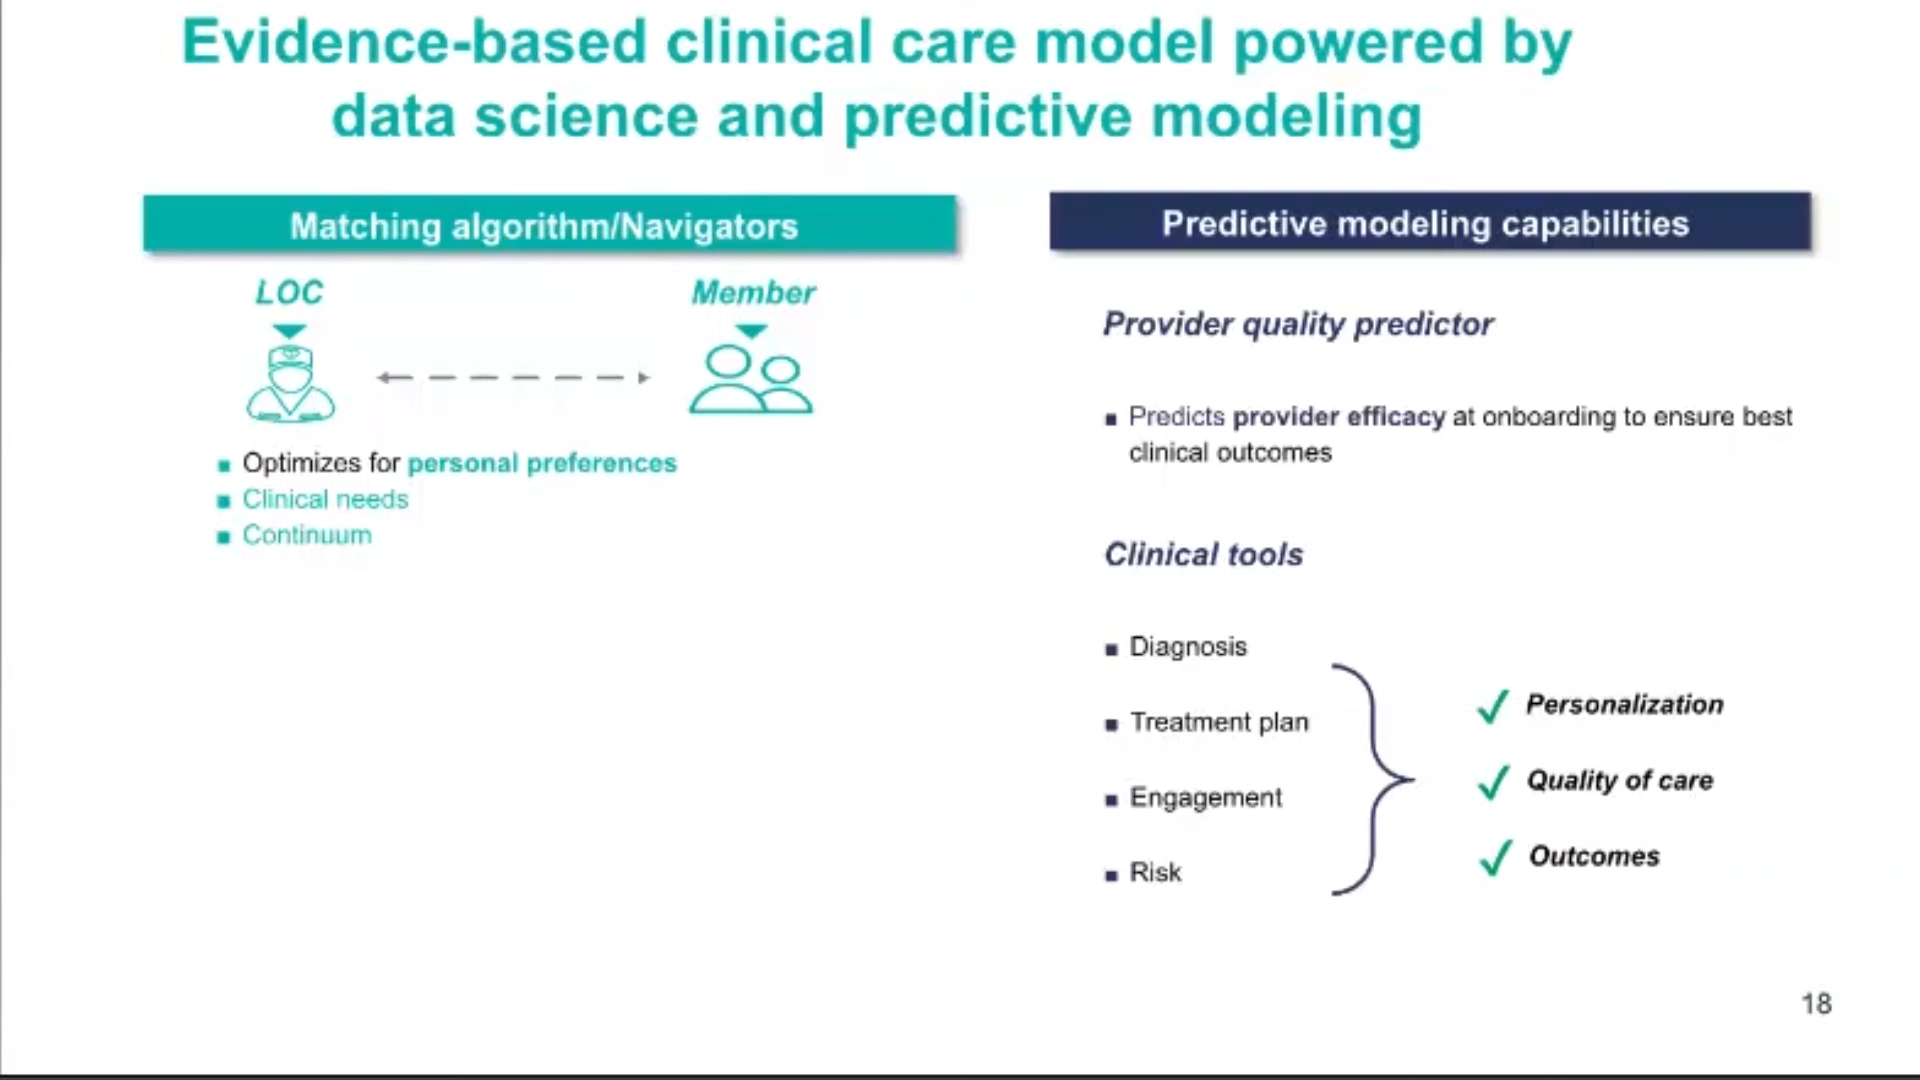 Evidence-based clinical care model powered by
data science and predictive modeling
Matching algorithm/Navigators
LOC
Member
Optimizes for personal preferences
Clinical needs
Continuum
Predictive modeling capabilities
Provider quality predictor
Predicts provider efficacy at onboarding to ensure best
clinical outcomes
Clinical tools
Diagnosis
Treatment plan
Engagement
Risk
Personalization
Quality of care
Outcomes
18